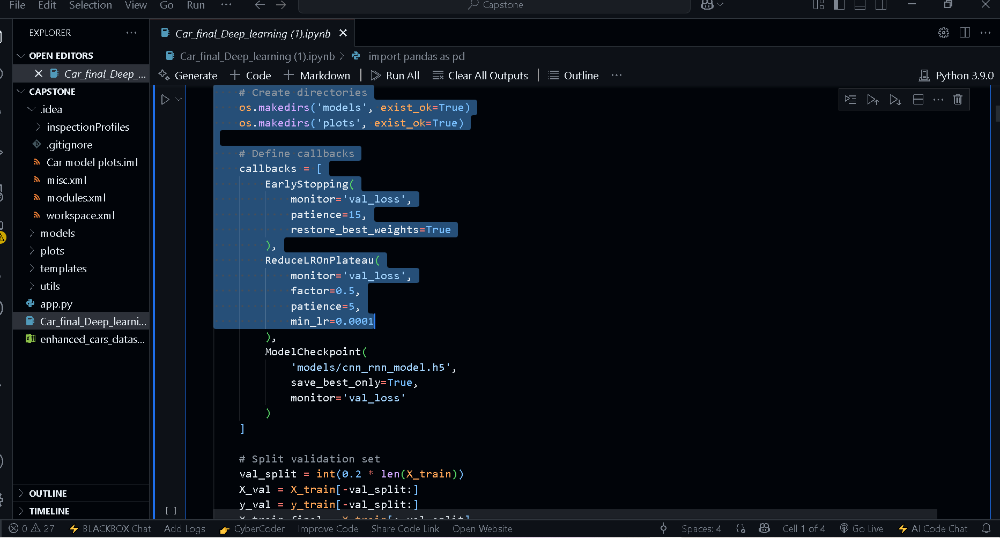 File Edit Selection View Go Run ··· Capstone
EXPLORER ···
OPEN EDITORS
Car_final_Deep_...
CAPSTONE
.idea
inspectionProfiles
.gitignore
Car model plots.iml
misc.xml
modules.xml
workspace.xml
models
plots
templates
utils
app.py
Car_final_Deep_learni...
enhanced_cars_datas...
OUTLINE
TIMELINE
Car_final_Deep_learning (1).ipynb
Car_final_Deep_learning (1).ipynb > import pandas as pd
Generate + Code + Markdown | Run All Clear All Outputs | Outline ··· Python 3.9.0
# Create directories
os.makedirs('models', exist_ok=True)
os.makedirs('plots', exist_ok=True)
# Define callbacks
callbacks = [
EarlyStopping(
monitor='val_loss',
patience=15,
restore_best_weights=True
),
ReduceLROnPlateau(
monitor='val_loss',
factor=0.5,
patience=5,
min_lr=0.0001
),
ModelCheckpoint(
'models/cnn_rnn_model.h5',
save_best_only=True,
monitor='val_loss'
)
]
# Split validation set
val_split = int(0.2 * len(X_train))
X_val = X_train[-val_split:]
y_val = y_train[-val_split:]
[ ]
0 27 BLACKBOX Chat Add Logs CyberCoder Improve Code Share Code Link Open Website Spaces: 4 Cell 1 of 4 Go Live AI Code Chat